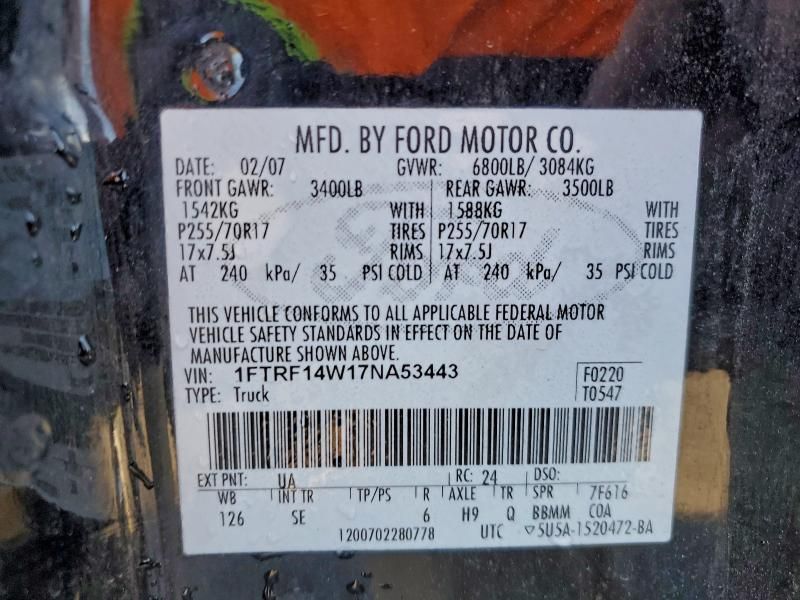 MFD. BY FORD MOTOR CO.
DATE: 02/07 GVWR: 6800LB/ 3084KG
FRONT GAWR: 3400LB REAR GAWR: 3500LB
1542KG WITH 1588KG WITH
P255/70R17 TIRES P255/70R17 TIRES
17x7.5J RIMS 17x7.5J RIMS
AT 240 kPa/ 35 PSI COLD AT 240 kPa/ 35 PSI COLD
Ford
THIS VEHICLE CONFORMS TO ALL APPLICABLE FEDERAL MOTOR
VEHICLE SAFETY STANDARDS IN EFFECT ON THE DATE OF
MANUFACTURE SHOWN ABOVE.
VIN: 1FTRF14W17NA53443 F0220
TYPE: Truck T0547
EXT PNT: UA RC: 24 DSO:
WB INT TR TP/PS R AXLE TR SPR 7F616
126 SE 6 H9 Q BBMM COA
1200702280778 UTC ▽5U5A-1520472-BA